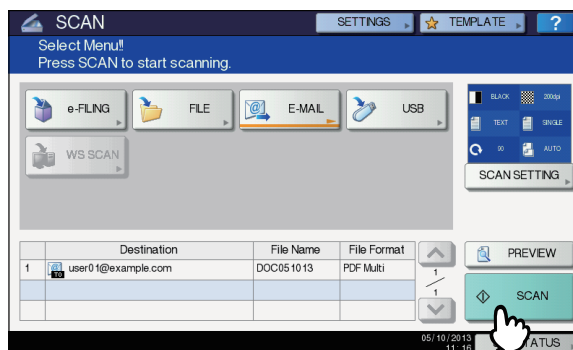 SCAN
SETTINGS
TEMPLATE
?
Select Menu!!
Press SCAN to start scanning.
e-FILING
FILE
E-MAIL
USB
WS SCAN
BLACK
200dpi
TEXT
SINGLE
90
AUTO
SCAN SETTING
Destination
File Name
File Format
1
TO
user01@example.com
DOC051013
PDF Multi
1
1
PREVIEW
SCAN
05/10/2013
11:16